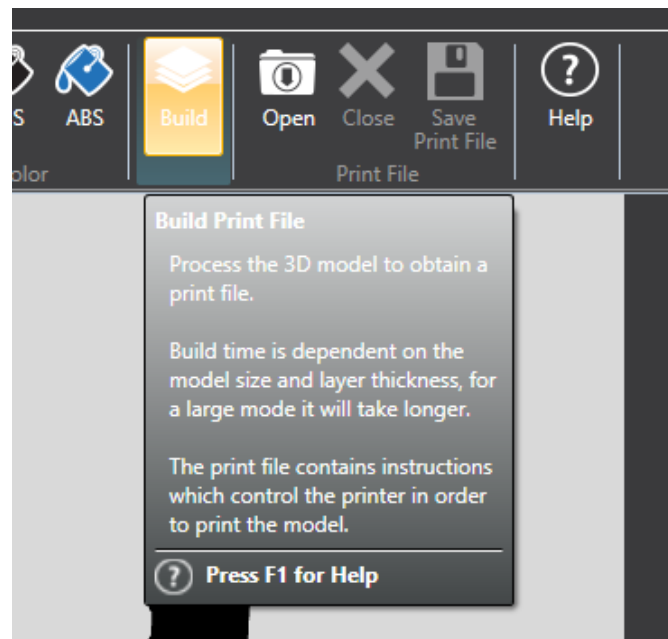 S
ABS
Build
Open
Close
Save
Print File
Help
olor
Print File
Build Print File
Process the 3D model to obtain a
print file.
Build time is dependent on the
model size and layer thickness, for
a large mode it will take longer.
The print file contains instructions
which control the printer in order
to print the model.
? Press F1 for Help